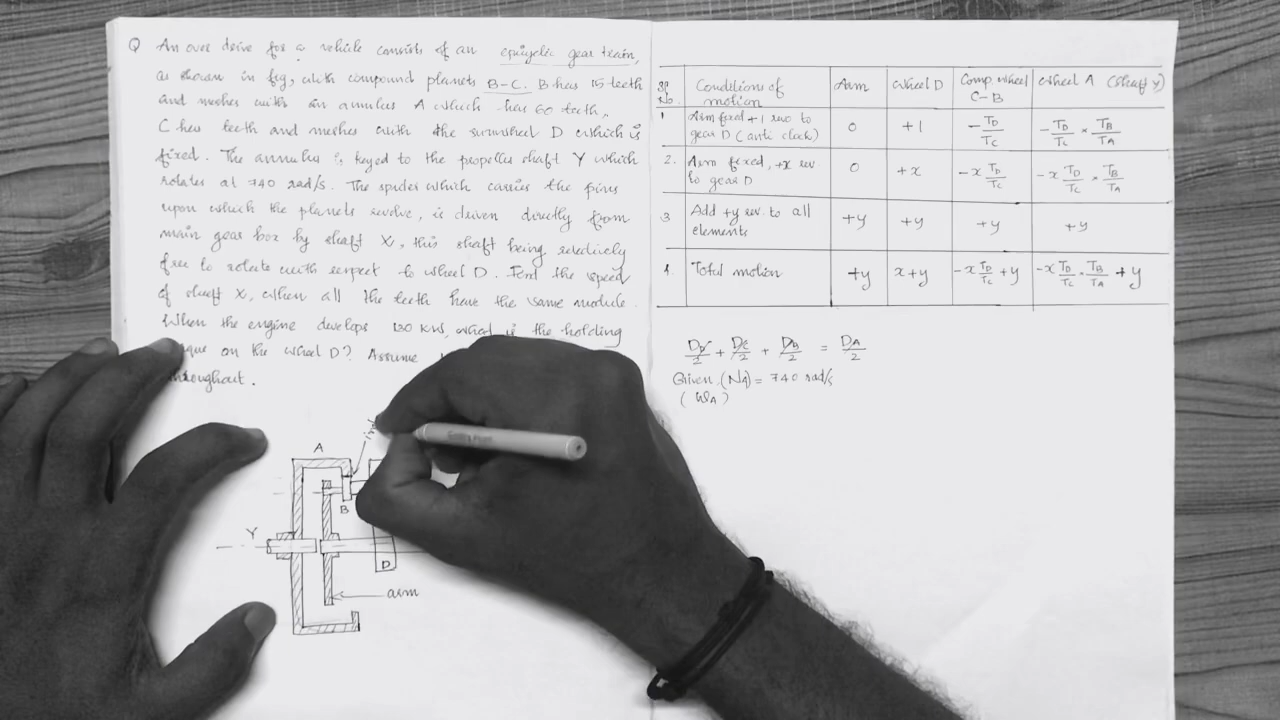 Q An over drive for a vehicle consists of an epicyclic gear train,
as shown in fig, with compound planets B-C. B has 15 teeth
and meshes with an annulus A which has 60 teeth.
C has teeth and meshes with the sunwheel D which is
fixed. The annulus is keyed to the propeller shaft Y which
rotates at 740 rad/s. The spider which carries the pins
upon which the planets revolve, is driven directly from
main gear box by shaft X, this shaft being relatively
free to rotate with respect to wheel D. Find the speed
of shaft X, when all the teeth have the same module.
When the engine develops 130 KW, what is the holding
on the wheel D? Assume
throughout.
A
B
Y
D
arm
Sl No. Conditions of motion Arm Wheel D Comp wheel C-B Wheel A (Shaft Y)
1 Arm fixed +1 rev to gear D (anti clock) 0 +1 -TD/TC -TD/TC × TB/TA
2. Arm fixed, +x rev. to gear D 0 +x -x TD/TC -x TD/TC × TB/TA
3 Add +y rev. to all elements +y +y +y +y
4. Total motion +y x+y -x TD/TC + y -x TD/TC × TB/TA + y
+ + DB/2 = DA/2
Given (NA) = 740 rad/s
(ωA)